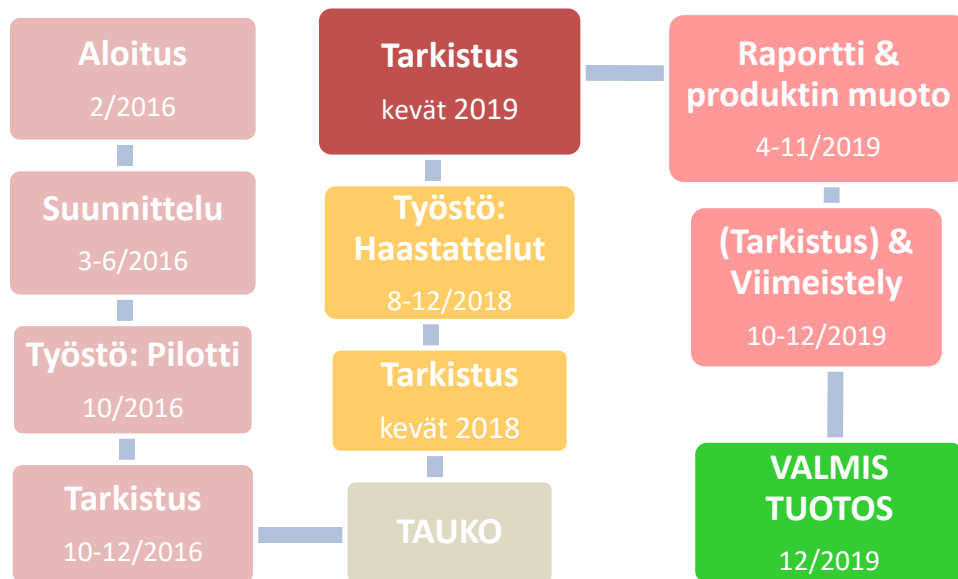 Aloitus
2/2016
Suunnittelu
3-6/2016
Työstö: Pilotti
10/2016
Tarkistus
10-12/2016
TAUKO
Tarkistus
kevät 2018
Työstö:
Haastattelut
8-12/2018
Tarkistus
kevät 2019
Raportti &
produktin muoto
4-11/2019
(Tarkistus) &
Viimeistely
10-12/2019
VALMIS
TUOTOS
12/2019